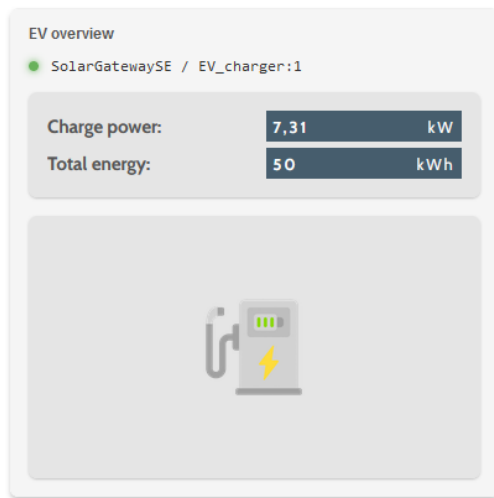 EV overview
SolarGatewaySE / EV_charger:1
Charge power: 7,31 kW
Total energy: 50 kWh